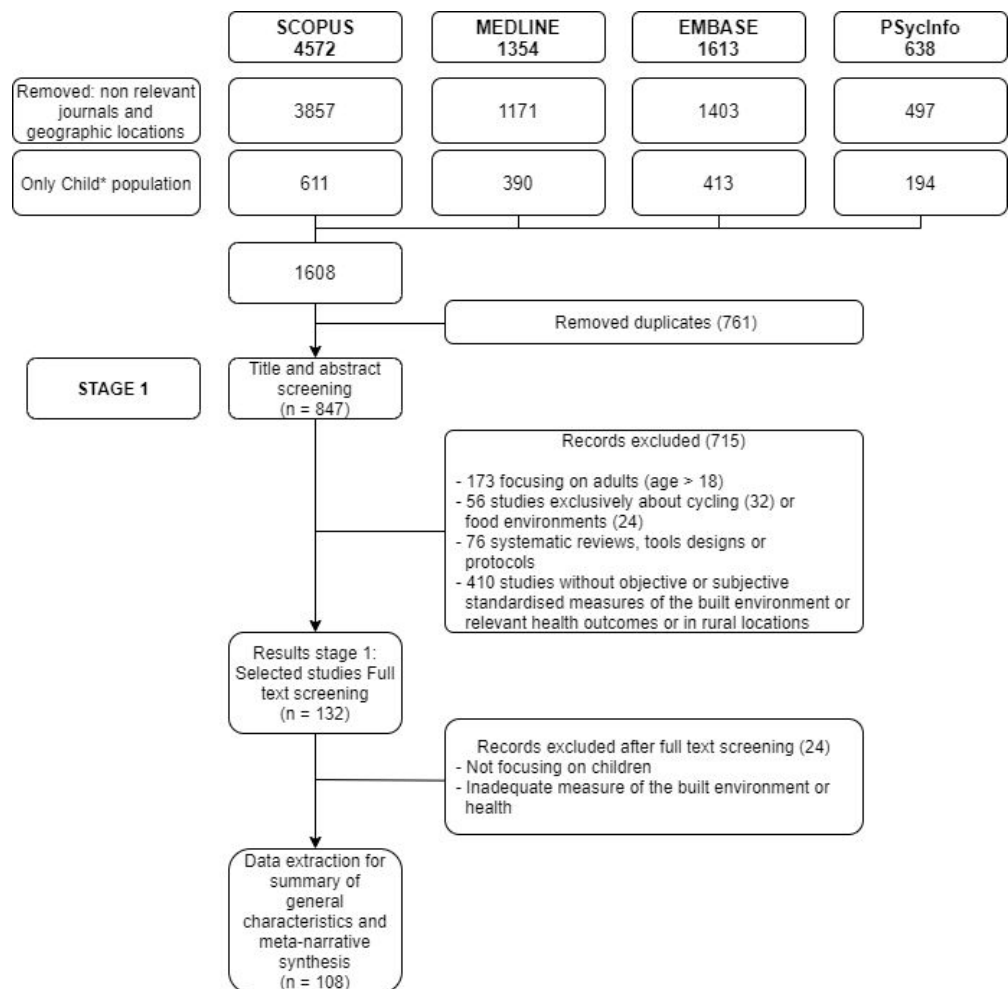 SCOPUS
4572
MEDLINE
1354
EMBASE
1613
PSycInfo
638
Removed: non relevant
journals and
geographic locations
3857
1171
1403
497
Only Child* population
611
390
413
194
1608
Removed duplicates (761)
STAGE 1
Title and abstract
screening
(n = 847)
Records excluded (715)
- 173 focusing on adults (age > 18)
- 56 studies exclusively about cycling (32) or
food environments (24)
- 76 systematic reviews, tools designs or
protocols
- 410 studies without objective or subjective
standardised measures of the built environment or
relevant health outcomes or in rural locations
Results stage 1:
Selected studies Full
text screening
(n = 132)
Records excluded after full text screening (24)
- Not focusing on children
- Inadequate measure of the built environment or
health
Data extraction for
summary of
general
characteristics and
meta-narrative
synthesis
(n = 108)